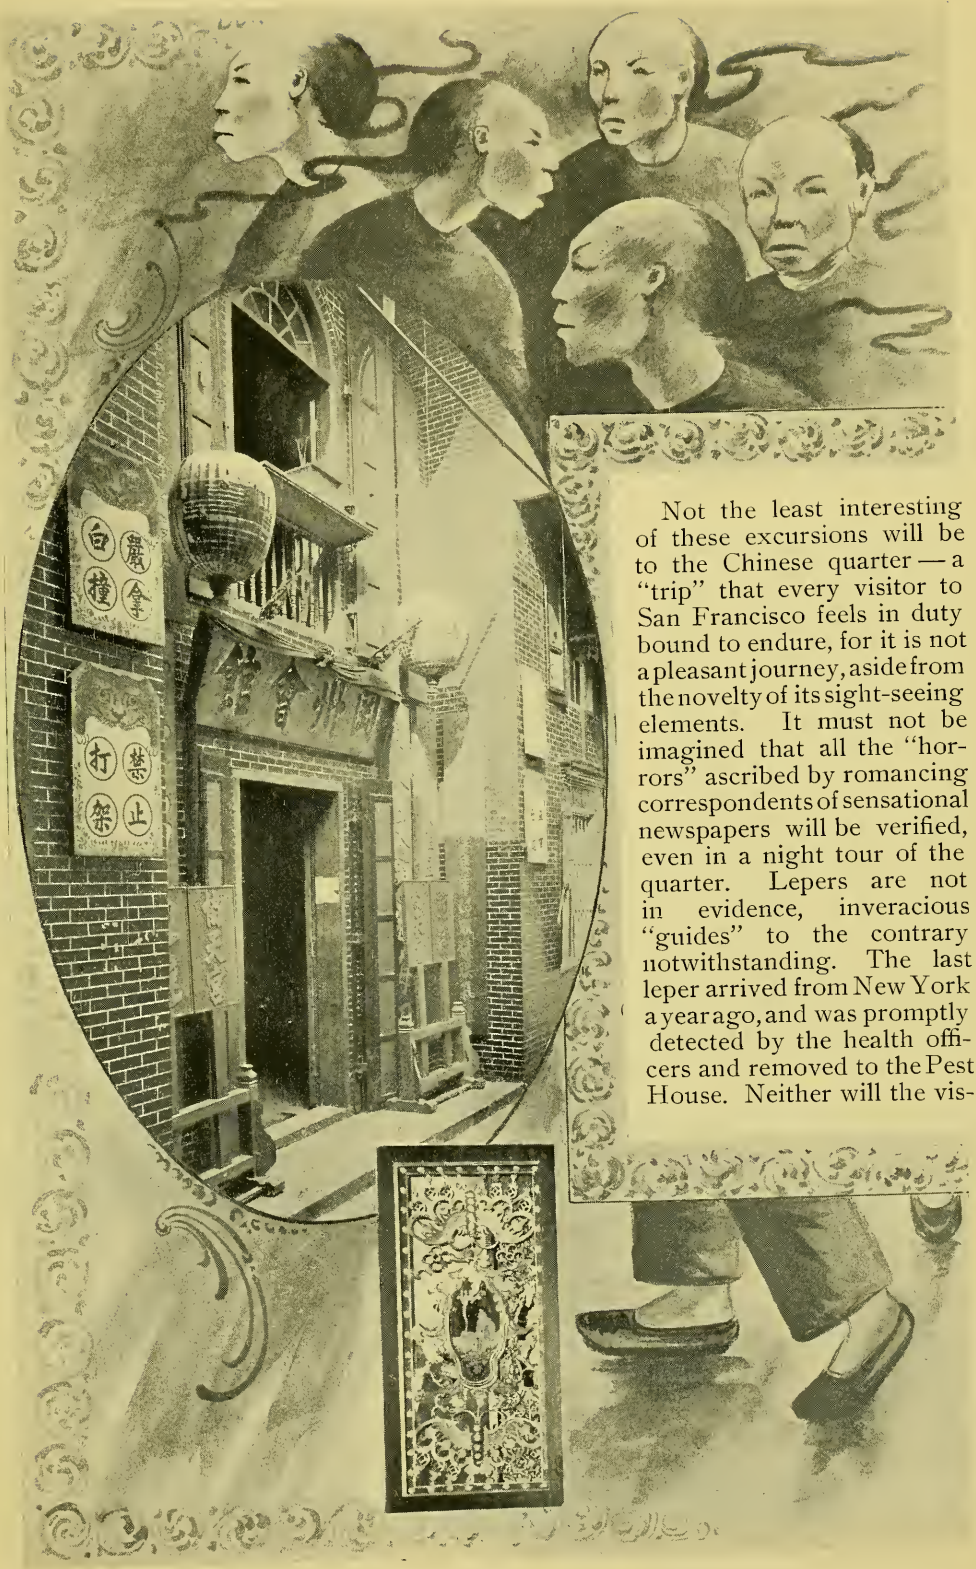 嚴拿
白撞
禁止
打架
岡州會館
Not the least interesting
of these excursions will be
to the Chinese quarter — a
“trip” that every visitor to
San Francisco feels in duty
bound to endure, for it is not
a pleasant journey, aside from
the novelty of its sight-seeing
elements. It must not be
imagined that all the “hor-
rors” ascribed by romancing
correspondents of sensational
newspapers will be verified,
even in a night tour of the
quarter. Lepers are not
in evidence, inveracious
“guides” to the contrary
notwithstanding. The last
leper arrived from New York
a year ago, and was promptly
detected by the health offi-
cers and removed to the Pest
House. Neither will the vis-